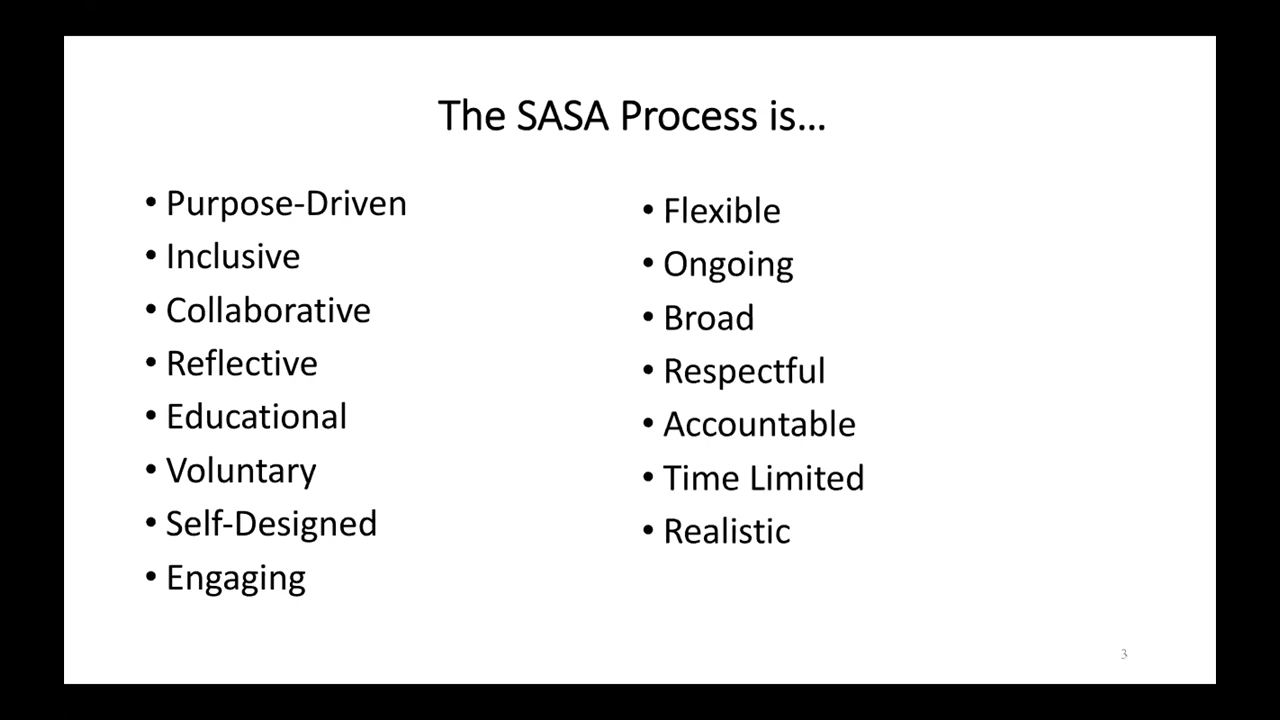 The SASA Process is...
• Purpose-Driven
• Inclusive
• Collaborative
• Reflective
• Educational
• Voluntary
• Self-Designed
• Engaging
• Flexible
• Ongoing
• Broad
• Respectful
• Accountable
• Time Limited
• Realistic
3